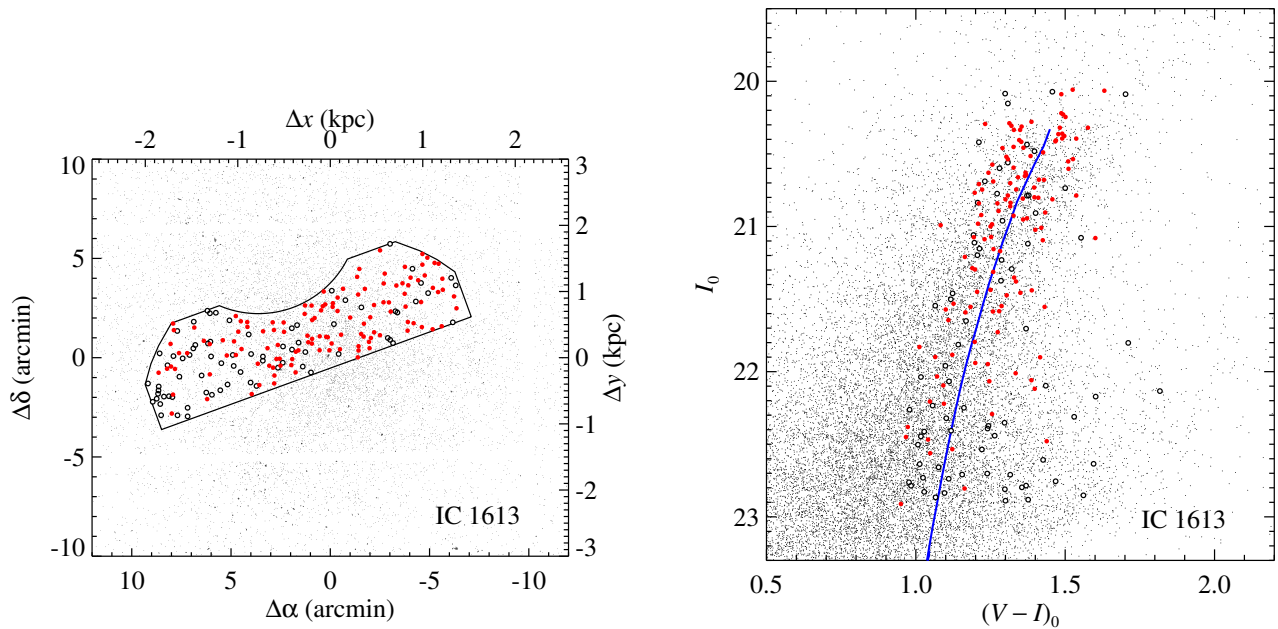 Δx (kpc)
-2 -1 0 1 2
10
5
0
-5
-10
Δδ (arcmin)
3
2
1
0
-1
-2
-3
Δy (kpc)
IC 1613
10 5 0 -5 -10
Δα (arcmin)
20
21
22
23
I0
IC 1613
0.5 1.0 1.5 2.0
(V − I)0